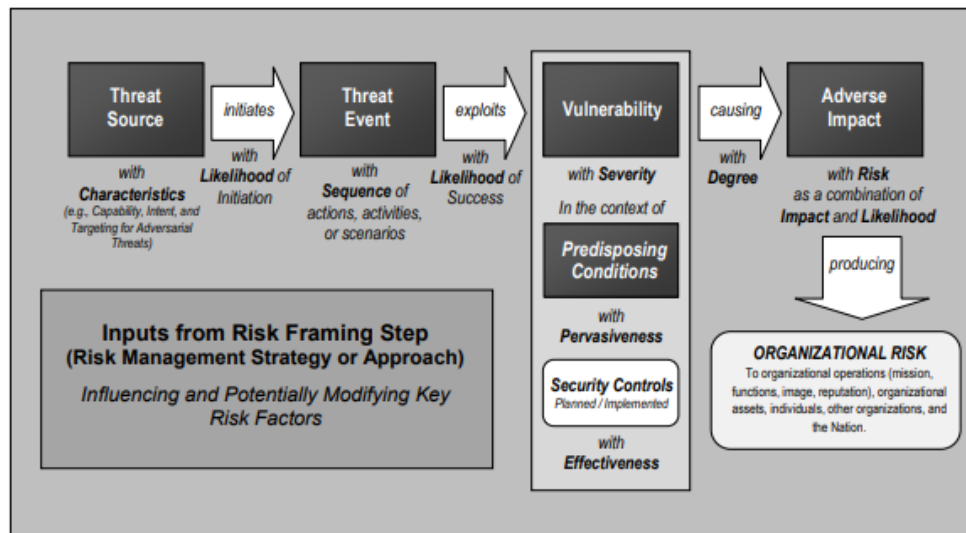 Threat
Source
initiates
Threat
Event
exploits
Vulnerability
causing
Adverse
Impact
with
Characteristics
(e.g., Capability, Intent, and
Targeting for Adversarial
Threats)
with
Likelihood of
Initiation
with
Sequence of
actions, activities,
or scenarios
with
Likelihood of
Success
with Severity
In the context of
Predisposing
Conditions
with
Pervasiveness
Security Controls
Planned / Implemented
with
Effectiveness
with
Degree
with Risk
as a combination of
Impact and Likelihood
producing
ORGANIZATIONAL RISK
To organizational operations (mission,
functions, image, reputation), organizational
assets, individuals, other organizations, and
the Nation.
Inputs from Risk Framing Step
(Risk Management Strategy or Approach)
Influencing and Potentially Modifying Key
Risk Factors